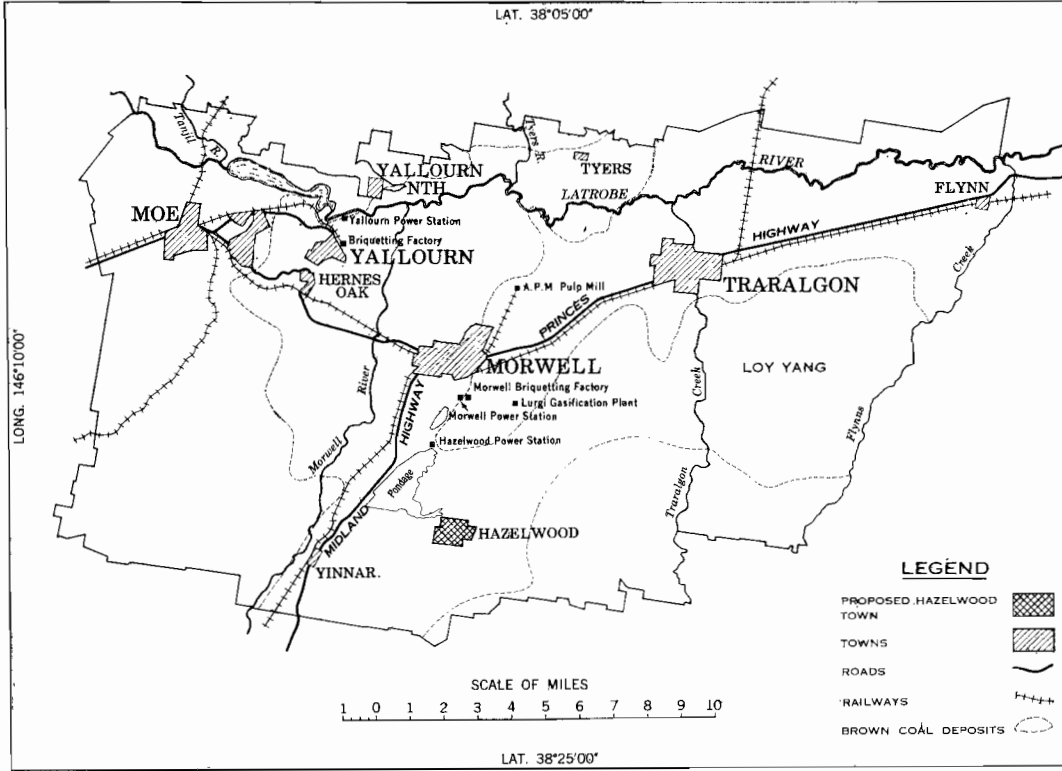 LAT. 38°05'00"
Tanjil
R.
Tyers R.
YALLOURN
NTH
TYERS
RIVER
LATROBE
FLYNN
MOE
Yallourn Power Station
HIGHWAY
Briquetting Factory
YALLOURN
HERNES
OAK
Creek
TRARALGON
A.P.M Pulp Mill
PRINCES
LONG. 146°10'00"
MORWELL
LOY YANG
River
Creek
Morwell Briquetting Factory
Lurgi Gasification Plant
Morwell Power Station
HIGHWAY
Flynns
Hazelwood Power Station
Morwell
Pondage
Traralgon
MIDLAND
HAZELWOOD
YINNAR.
LEGEND
PROPOSED HAZELWOOD
TOWN
TOWNS
ROADS
RAILWAYS
BROWN COAL DEPOSITS
SCALE OF MILES
1 0 1 2 3 4 5 6 7 8 9 10
LAT. 38°25'00"